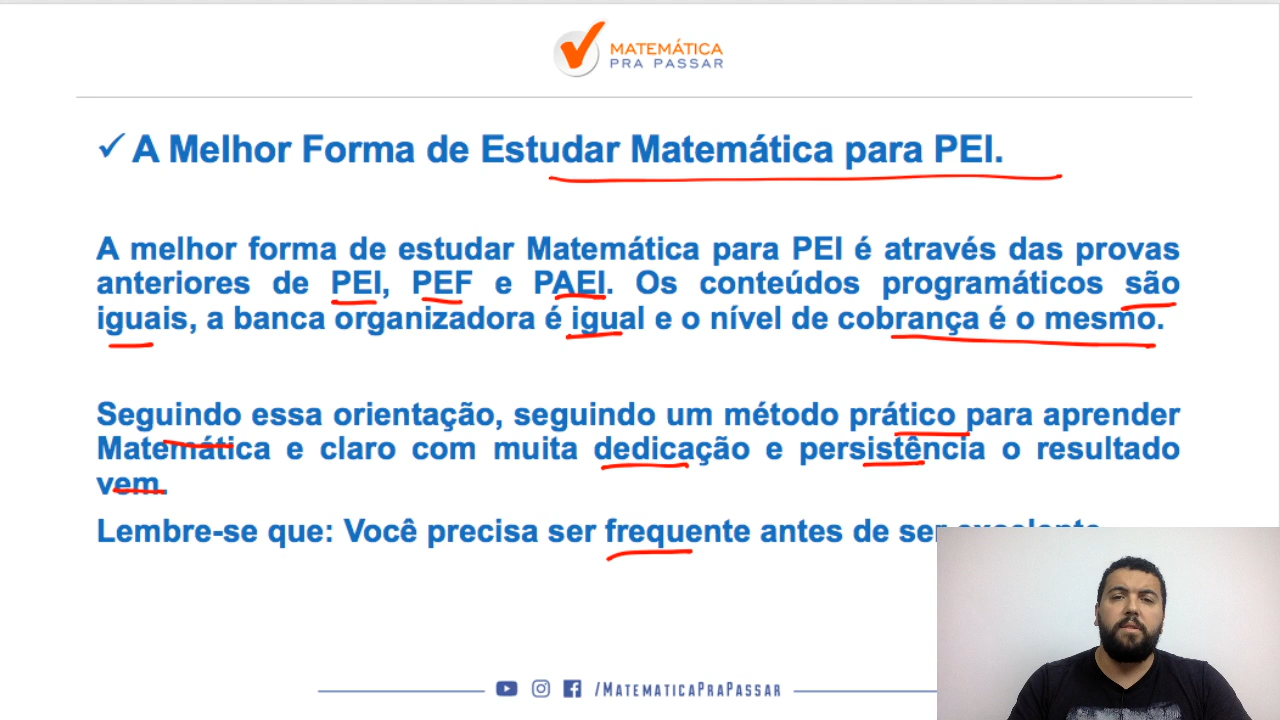 MATEMÁTICA
PRA PASSAR
✓ A Melhor Forma de Estudar Matemática para PEI.
A melhor forma de estudar Matemática para PEI é através das provas
anteriores de PEI, PEF e PAEI. Os conteúdos programáticos são
iguais, a banca organizadora é igual e o nível de cobrança é o mesmo.
Seguindo essa orientação, seguindo um método prático para aprender
Matemática e claro com muita dedicação e persistência o resultado
vem.
Lembre-se que: Você precisa ser frequente antes de ser
/MATEMATICAPRAPASSAR